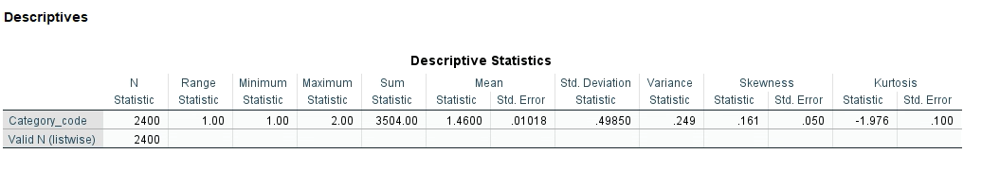 Descriptives
Descriptive Statistics
N Range Minimum Maximum Sum Mean Std. Deviation Variance Skewness Kurtosis
Statistic Statistic Statistic Statistic Statistic Statistic Std. Error Statistic Statistic Statistic Std. Error Statistic Std. Error
Category_code 2400 1.00 1.00 2.00 3504.00 1.4600 .01018 .49850 .249 .161 .050 -1.976 .100
Valid N (listwise) 2400